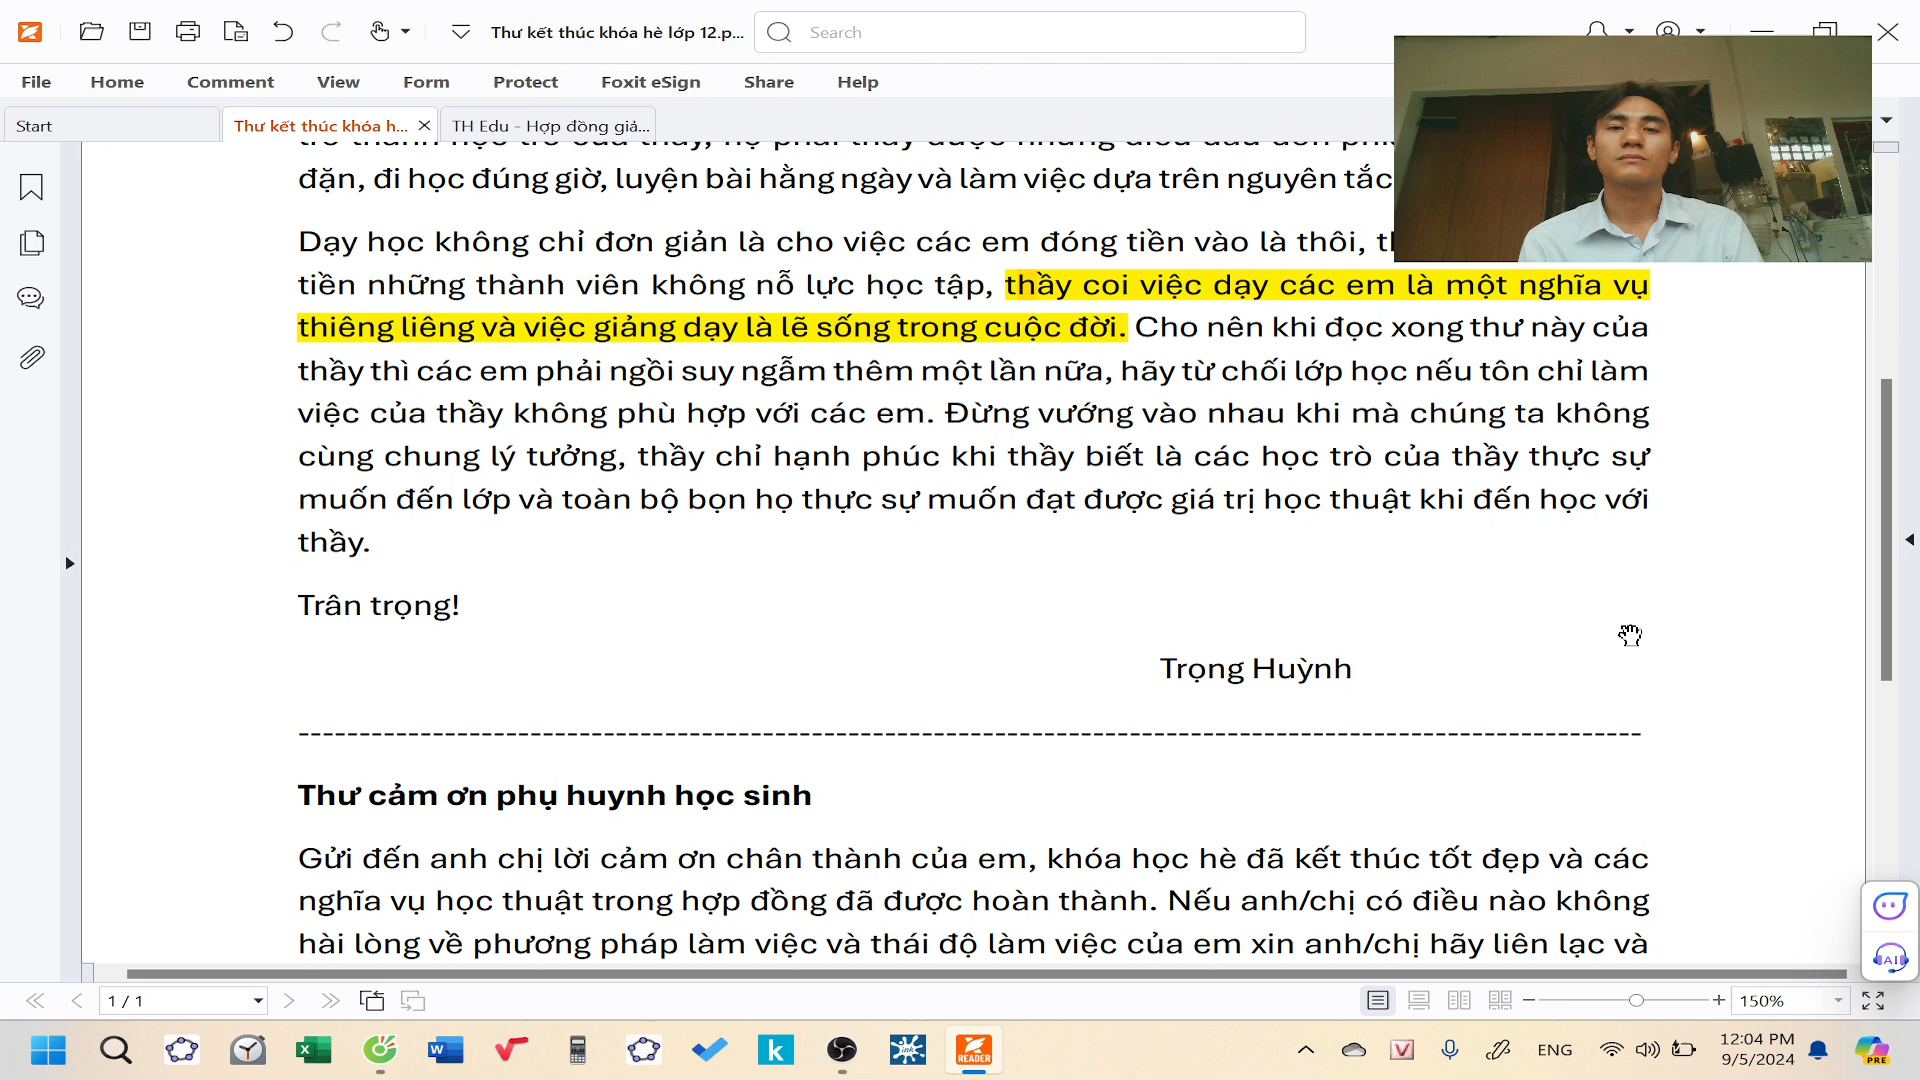 Thư kết thúc khóa hè lớp 12.p...
Search
File Home Comment View Form Protect Foxit eSign Share Help
Start
Thư kết thúc khóa h...
TH Edu - Hợp đồng giả...
đặn, đi học đúng giờ, luyện bài hằng ngày và làm việc dựa trên nguyên tắc
Dạy học không chỉ đơn giản là cho việc các em đóng tiền vào là thôi,
tiền những thành viên không nỗ lực học tập, thầy coi việc dạy các em là một nghĩa vụ
thiêng liêng và việc giảng dạy là lẽ sống trong cuộc đời. Cho nên khi đọc xong thư này của
thầy thì các em phải ngồi suy ngẫm thêm một lần nữa, hãy từ chối lớp học nếu tôn chỉ làm
việc của thầy không phù hợp với các em. Đừng vướng vào nhau khi mà chúng ta không
cùng chung lý tưởng, thầy chỉ hạnh phúc khi thầy biết là các học trò của thầy thực sự
muốn đến lớp và toàn bộ bọn họ thực sự muốn đạt được giá trị học thuật khi đến học với
thầy.
Trân trọng!
Trọng Huỳnh
Thư cảm ơn phụ huynh học sinh
Gửi đến anh chị lời cảm ơn chân thành của em, khóa học hè đã kết thúc tốt đẹp và các
nghĩa vụ học thuật trong hợp đồng đã được hoàn thành. Nếu anh/chị có điều nào không
hài lòng về phương pháp làm việc và thái độ làm việc của em xin anh/chị hãy liên lạc và
AI
1 / 1
150%
k
ink
READER
ENG
12:04 PM
9/5/2024
PRE